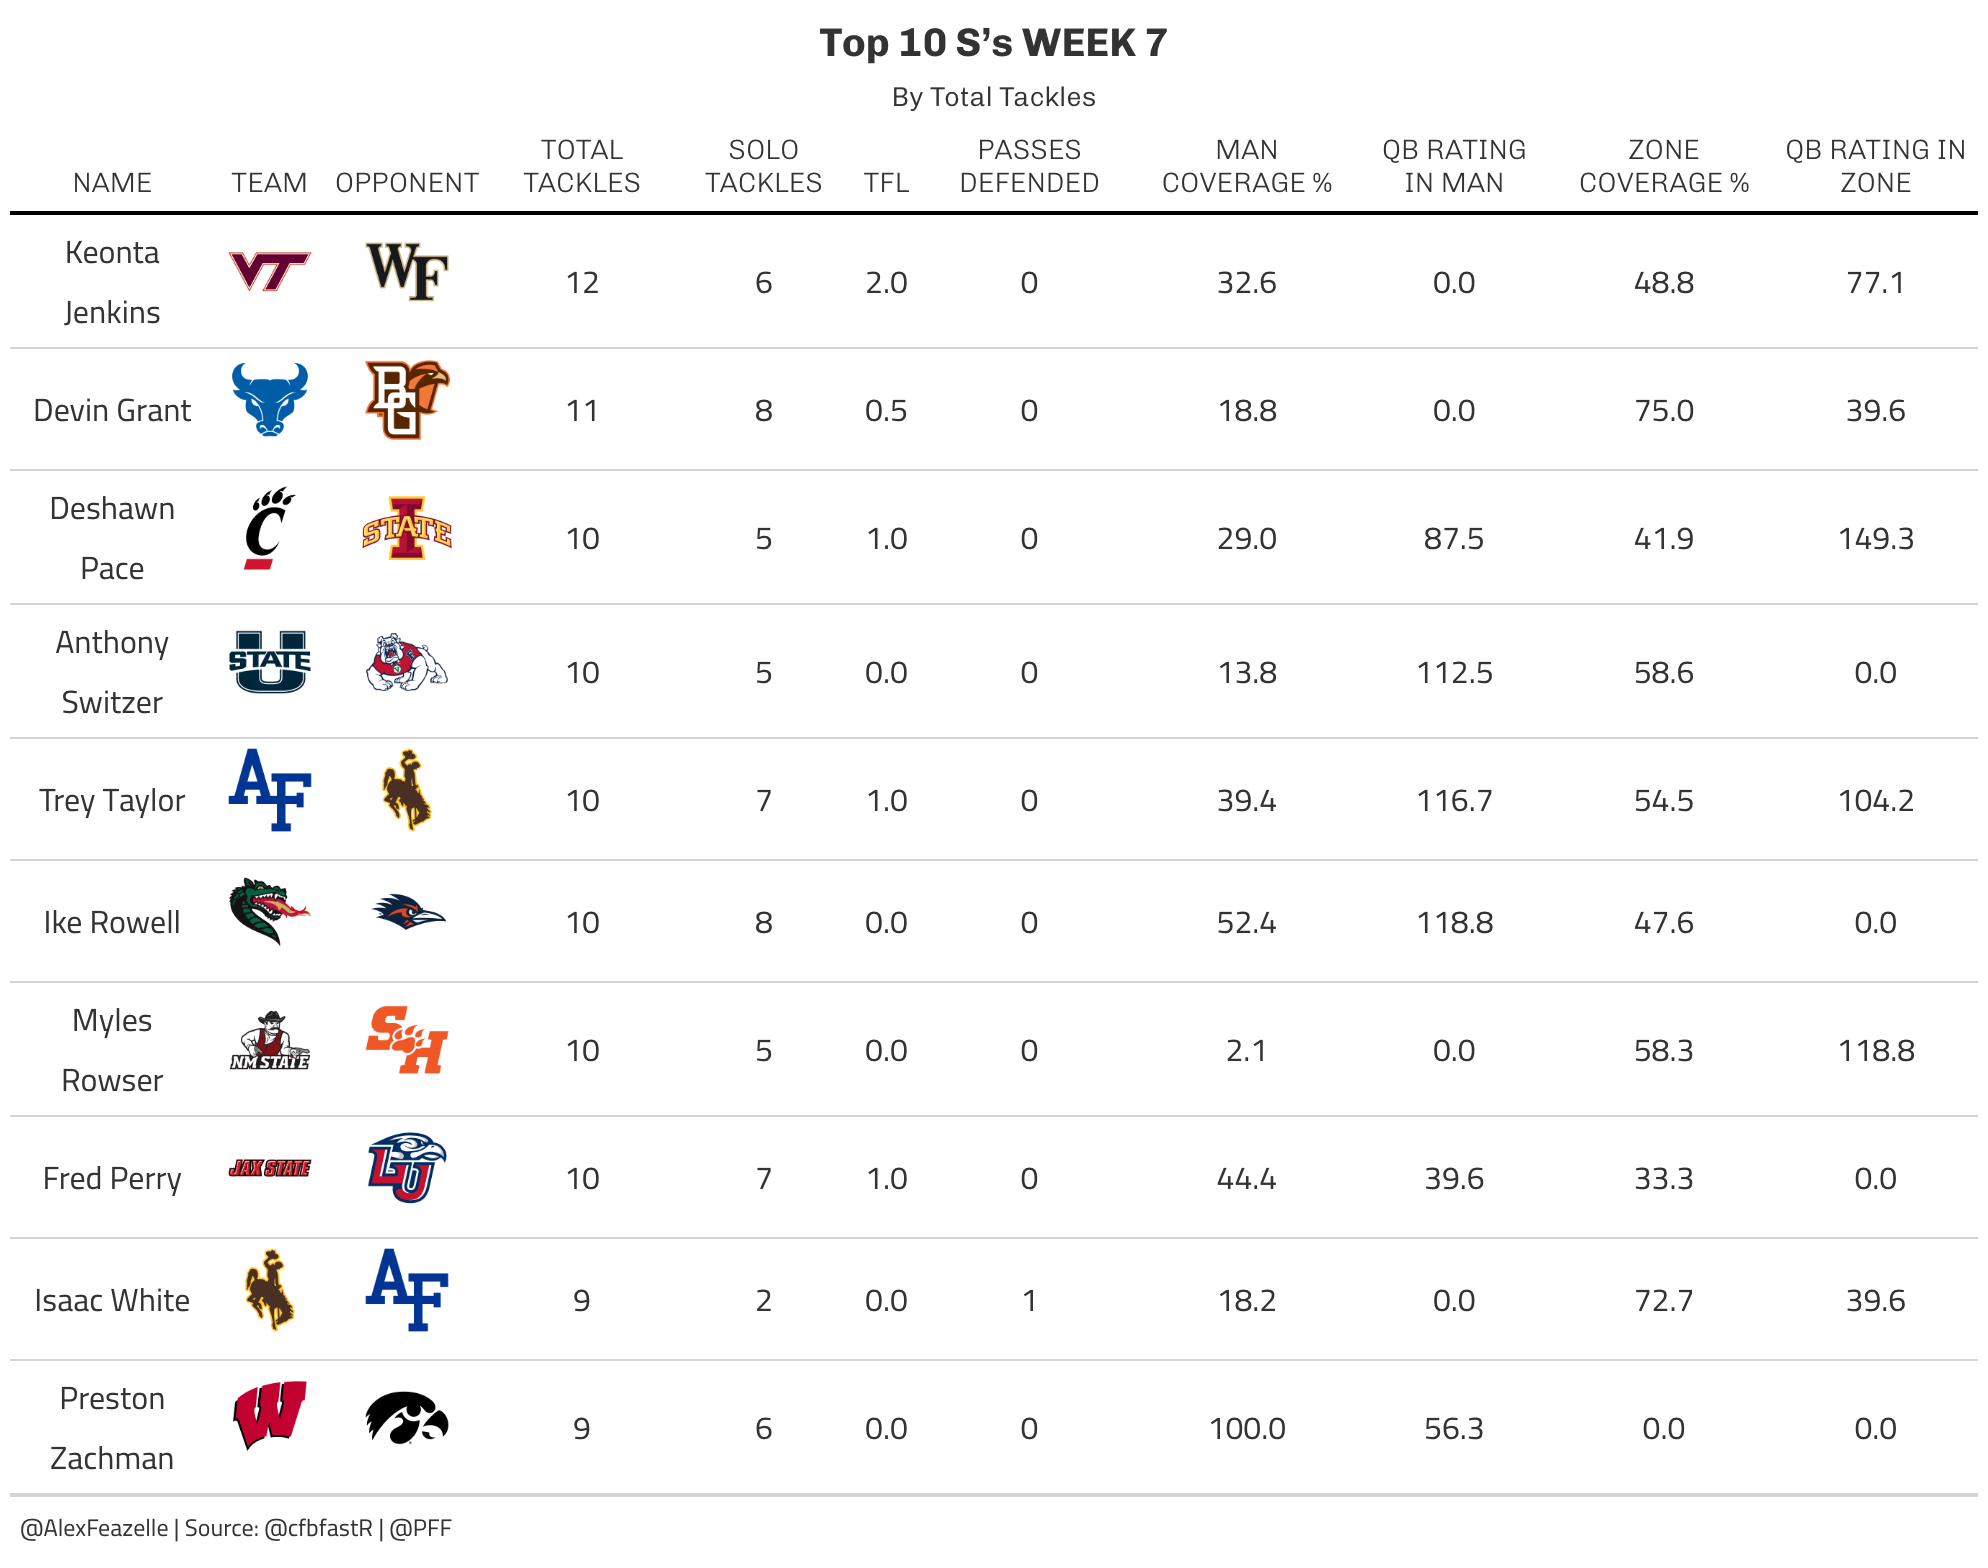 Top 10 S’s WEEK 7
By Total Tackles
NAME TEAM OPPONENT TOTAL TACKLES SOLO TACKLES TFL PASSES DEFENDED MAN COVERAGE % QB RATING IN MAN ZONE COVERAGE % QB RATING IN ZONE
Keonta Jenkins VT WF 12 6 2.0 0 32.6 0.0 48.8 77.1
Devin Grant BG 11 8 0.5 0 18.8 0.0 75.0 39.6
Deshawn Pace C I STATE 10 5 1.0 0 29.0 87.5 41.9 149.3
Anthony Switzer U STATE 10 5 0.0 0 13.8 112.5 58.6 0.0
Trey Taylor AF 10 7 1.0 0 39.4 116.7 54.5 104.2
Ike Rowell 10 8 0.0 0 52.4 118.8 47.6 0.0
Myles Rowser NM STATE SH 10 5 0.0 0 2.1 0.0 58.3 118.8
Fred Perry JAX STATE LU 10 7 1.0 0 44.4 39.6 33.3 0.0
Isaac White AF 9 2 0.0 1 18.2 0.0 72.7 39.6
Preston Zachman W 9 6 0.0 0 100.0 56.3 0.0 0.0
@AlexFeazelle | Source: @cfbfastR | @PFF